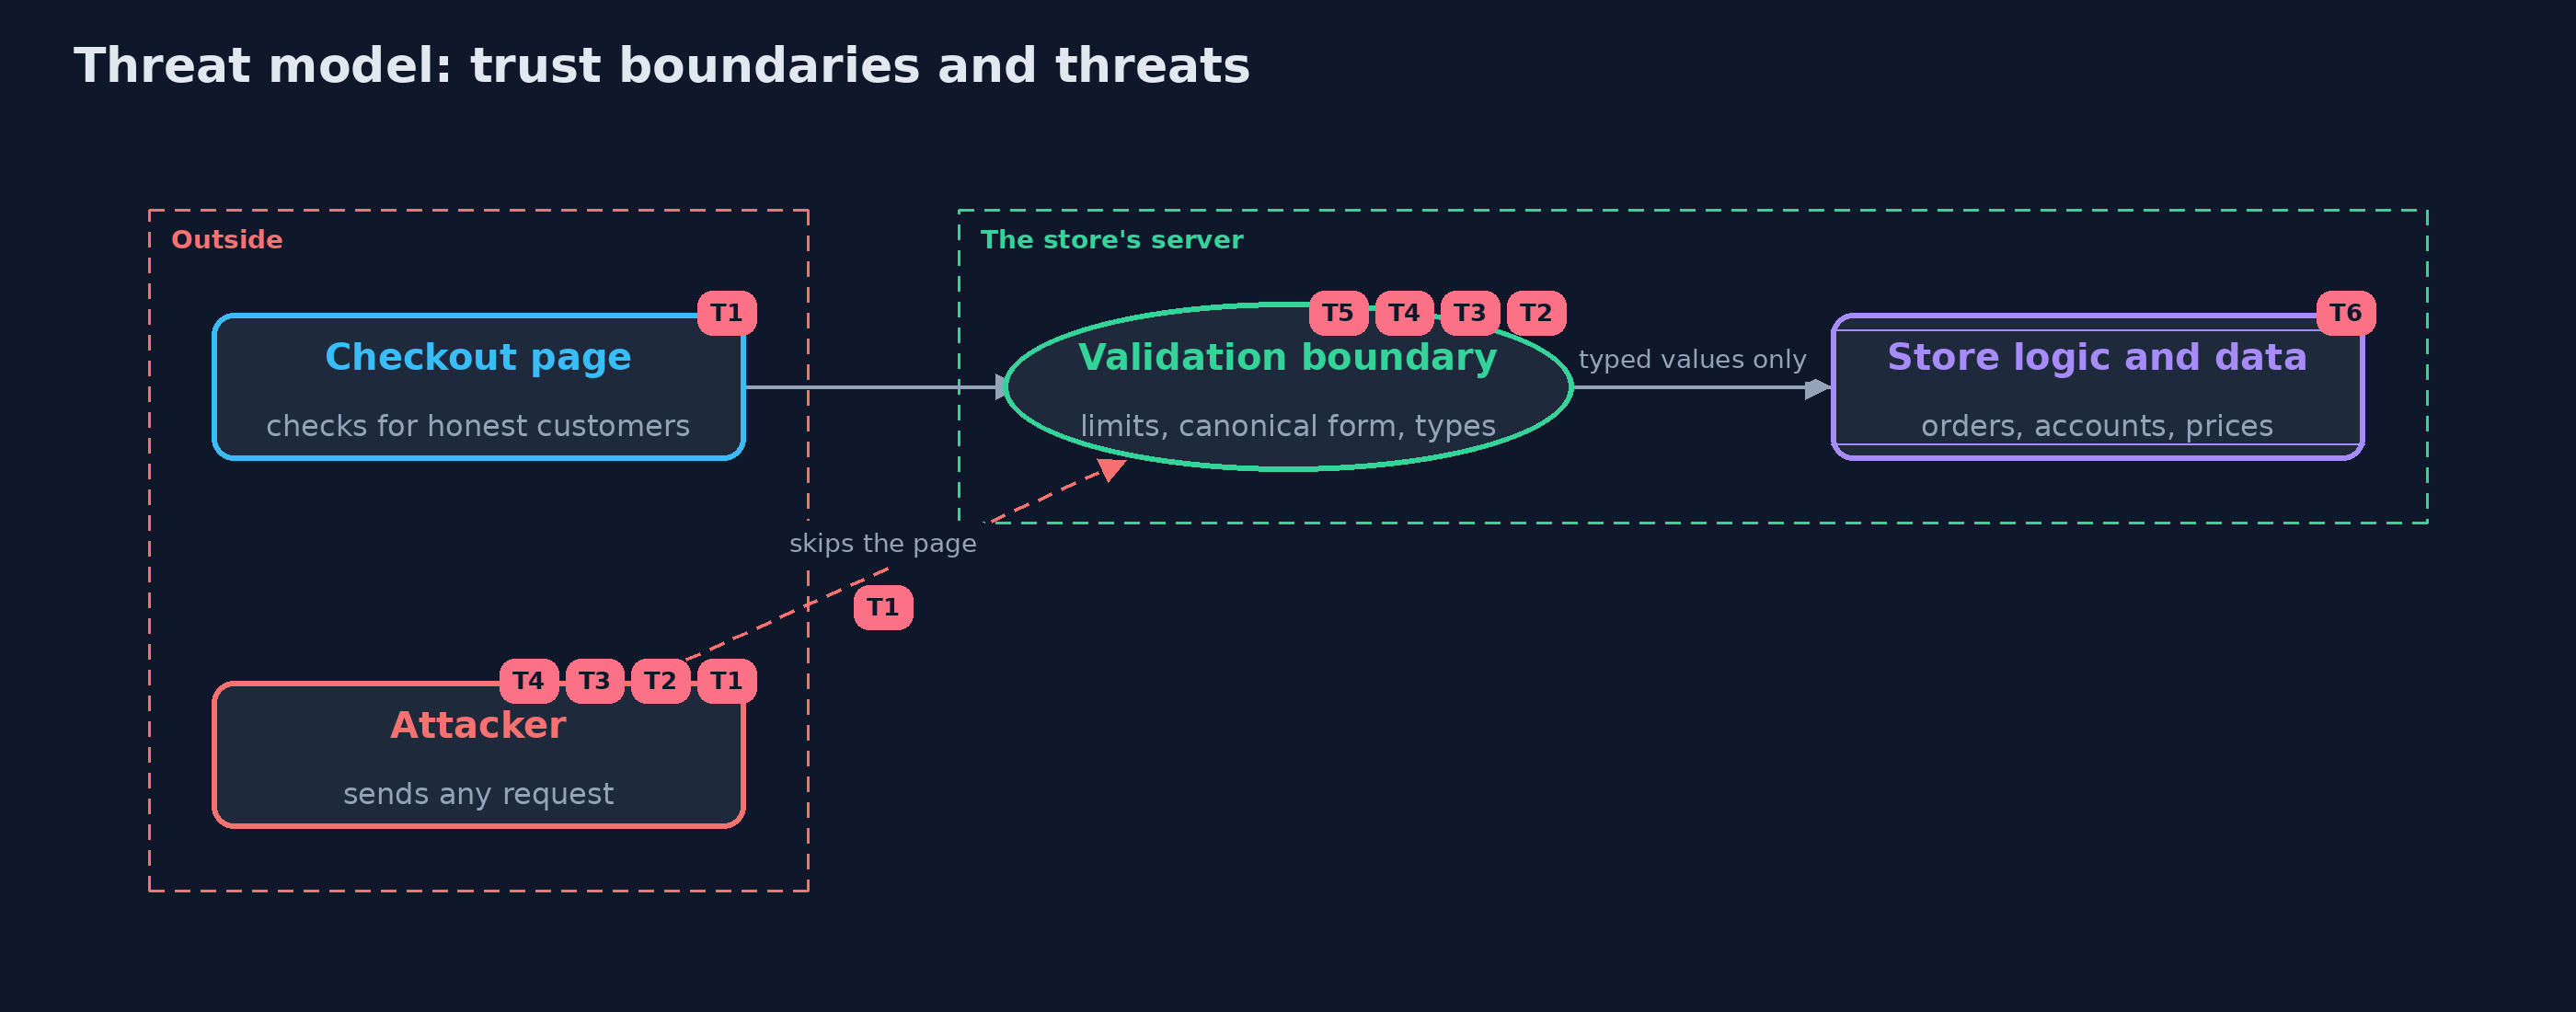 Threat model: trust boundaries and threats
Outside
The store's server
T1
Checkout page
checks for honest customers
T5 T4 T3 T2
Validation boundary
limits, canonical form, types
typed values only
T6
Store logic and data
orders, accounts, prices
skips the page
T1
T4 T3 T2 T1
Attacker
sends any request